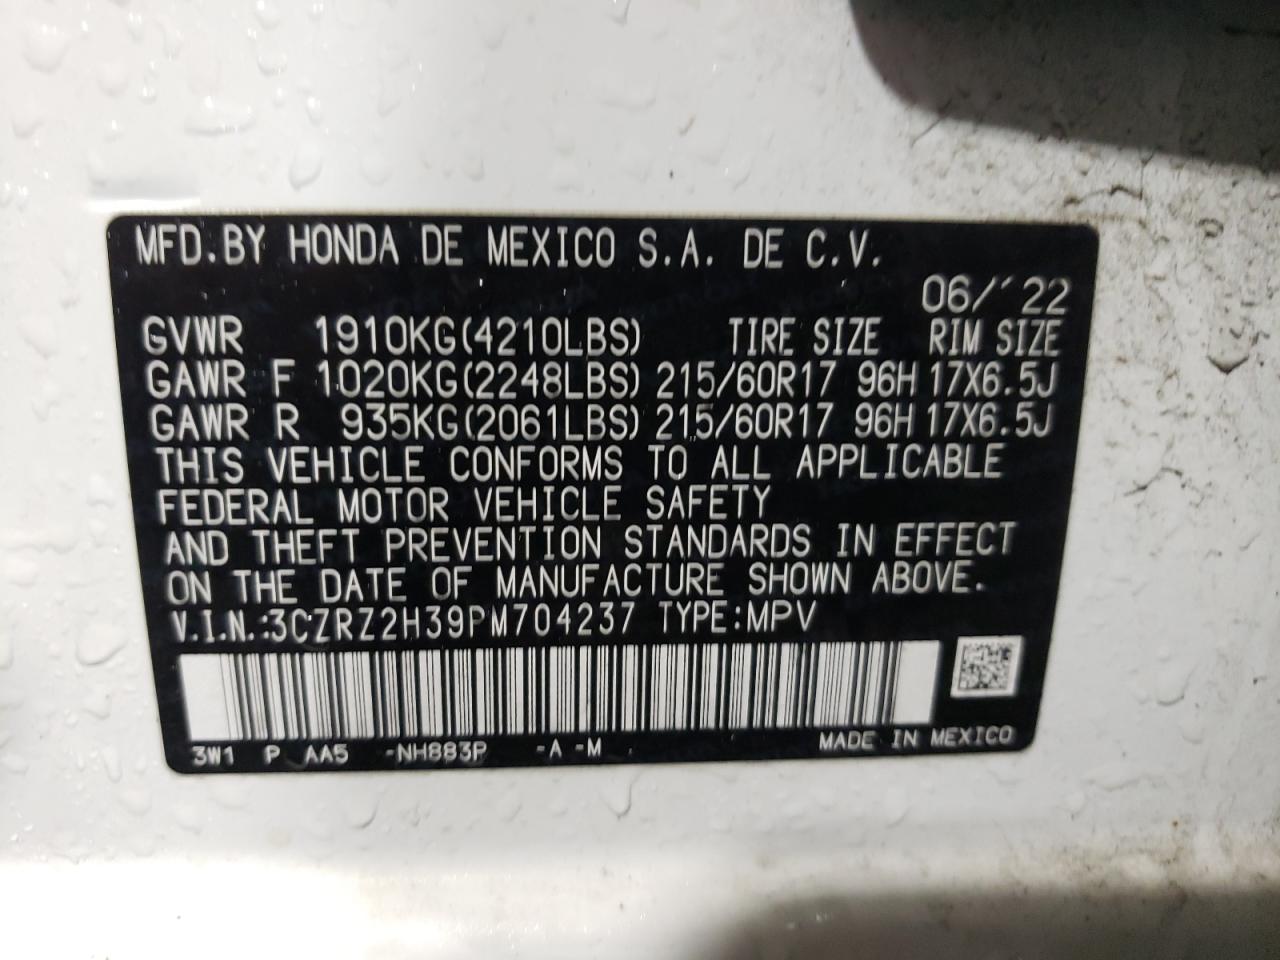 MFD.BY HONDA DE MEXICO S.A. DE C.V.
06/'22
GVWR 1910KG(4210LBS) TIRE SIZE RIM SIZE
GAWR F 1020KG(2248LBS) 215/60R17 96H 17X6.5J
GAWR R 935KG(2061LBS) 215/60R17 96H 17X6.5J
THIS VEHICLE CONFORMS TO ALL APPLICABLE
FEDERAL MOTOR VEHICLE SAFETY
AND THEFT PREVENTION STANDARDS IN EFFECT
ON THE DATE OF MANUFACTURE SHOWN ABOVE.
V.I.N.:3CZRZ2H39PM704237 TYPE:MPV
3W1 P AA5 -NH883P -A -M MADE IN MEXICO